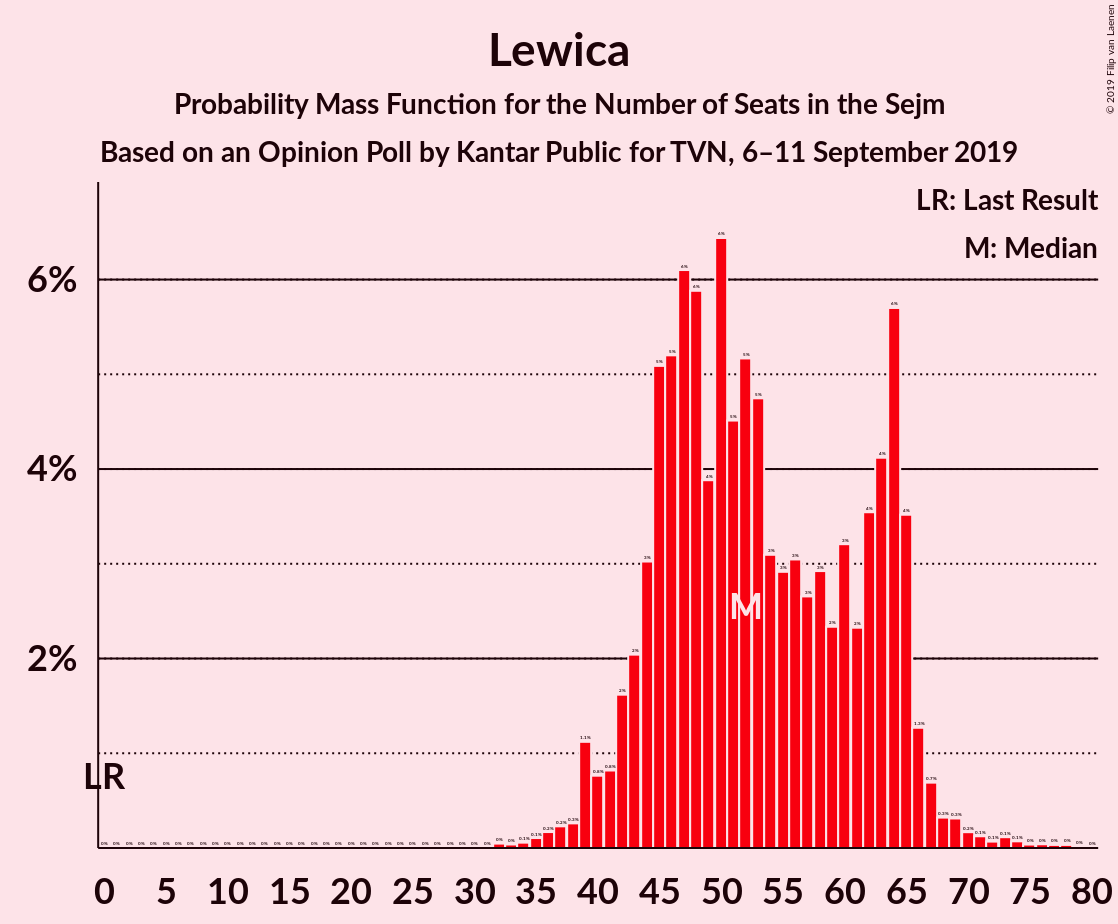 Lewica
Probability Mass Function for the Number of Seats in the Sejm
Based on an Opinion Poll by Kantar Public for TVN, 6–11 September 2019
© 2019 Filip van Laenen
LR: Last Result
M: Median
6%
4%
2%
LR
M
0 5 10 15 20 25 30 35 40 45 50 55 60 65 70 75 80